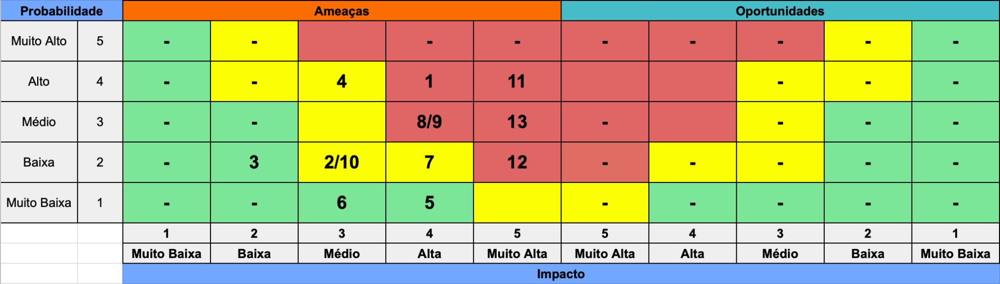 Probabilidade Ameaças Oportunidades
Muito Alto 5 - - - - - - - - -
Alto 4 - - 4 1 11 - - -
Médio 3 - - 8/9 13 - - - -
Baixa 2 - 3 2/10 7 12 - - - - -
Muito Baixa 1 - - 6 5 - - - - -
1 2 3 4 5 5 4 3 2 1
Muito Baixa Baixa Médio Alta Muito Alta Muito Alta Alta Médio Baixa Muito Baixa
Impacto